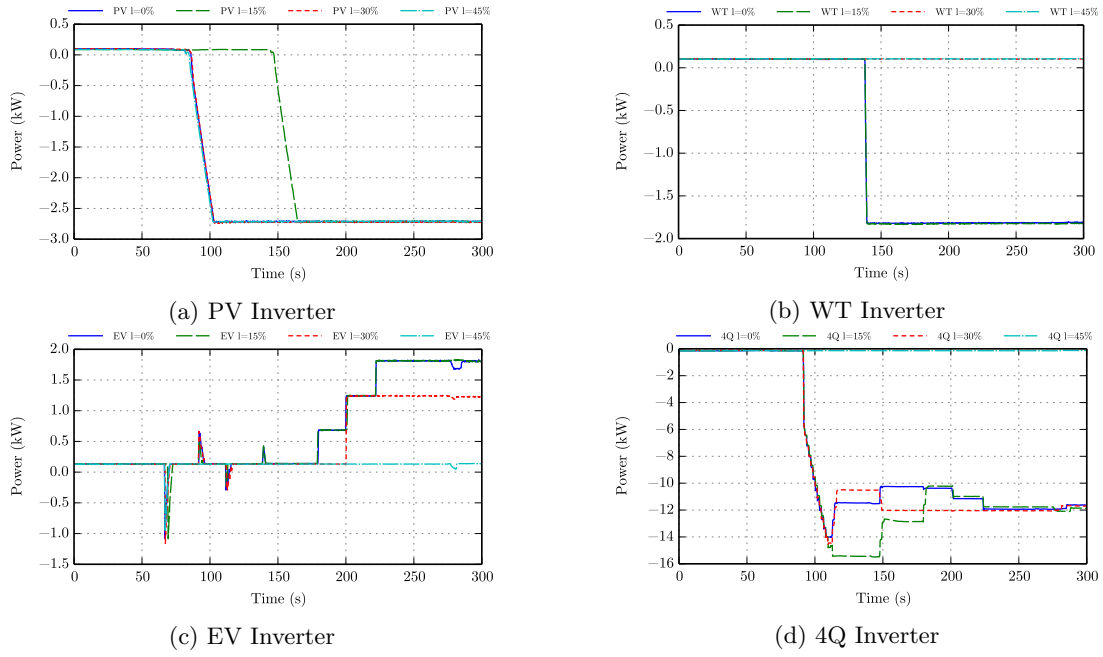 PV l=0% PV l=15% PV l=30% PV l=45%
0.5
0.0
−0.5
−1.0
−1.5
−2.0
−2.5
−3.0
Power (kW)
0 50 100 150 200 250 300
Time (s)
(a) PV Inverter
WT l=0% WT l=15% WT l=30% WT l=45%
0.5
0.0
−0.5
−1.0
−1.5
−2.0
Power (kW)
0 50 100 150 200 250 300
Time (s)
(b) WT Inverter
EV l=0% EV l=15% EV l=30% EV l=45%
2.0
1.5
1.0
0.5
0.0
−0.5
−1.0
−1.5
Power (kW)
0 50 100 150 200 250 300
Time (s)
(c) EV Inverter
4Q l=0% 4Q l=15% 4Q l=30% 4Q l=45%
0
−2
−4
−6
−8
−10
−12
−14
−16
Power (kW)
0 50 100 150 200 250 300
Time (s)
(d) 4Q Inverter